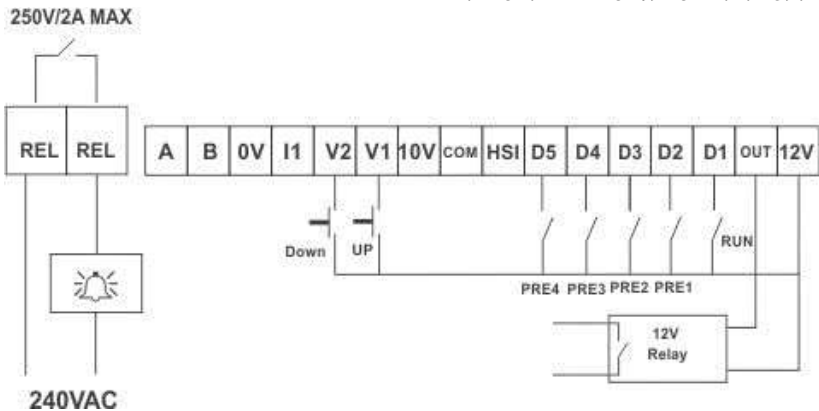 250V/2A MAX
REL REL A B 0V I1 V2 V1 10V COM HSI D5 D4 D3 D2 D1 OUT 12V
Down UP RUN
PRE4 PRE3 PRE2 PRE1
12V
Relay
240VAC